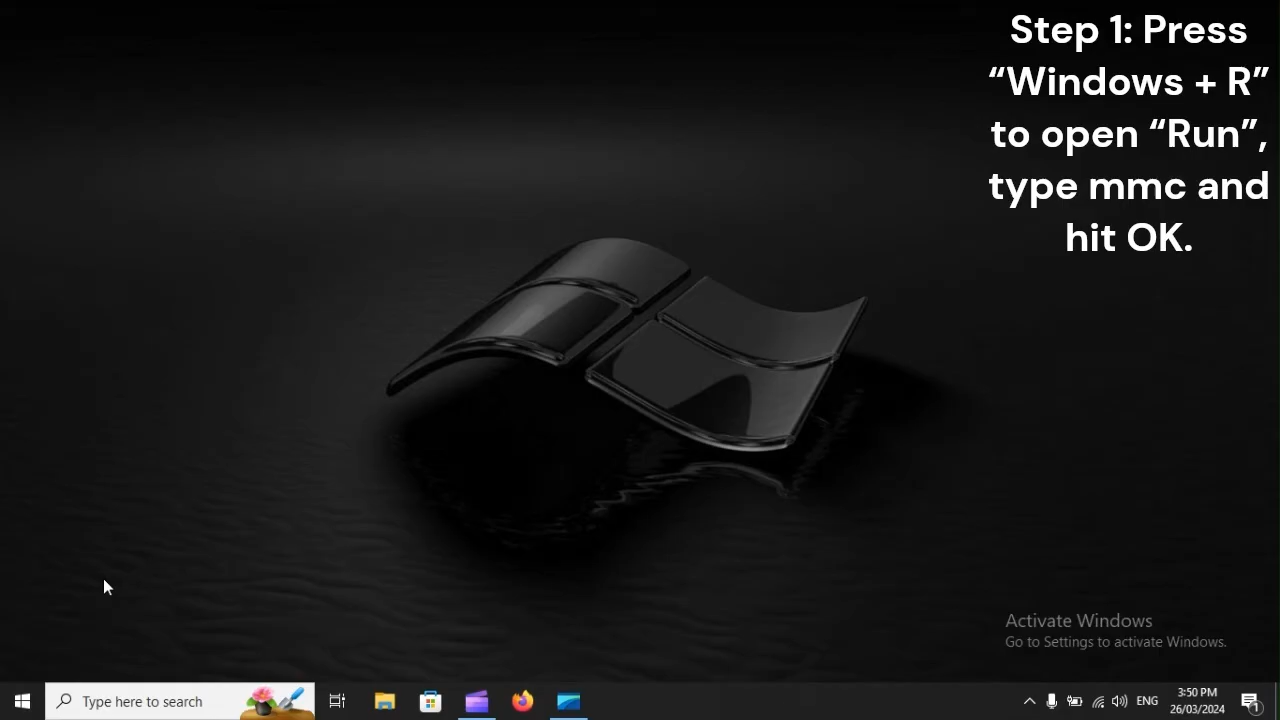 Step 1: Press
“Windows + R”
to open “Run”,
type mmc and
hit OK.
Activate Windows
Go to Settings to activate Windows.
Type here to search
ENG
3:50 PM
26/03/2024
1